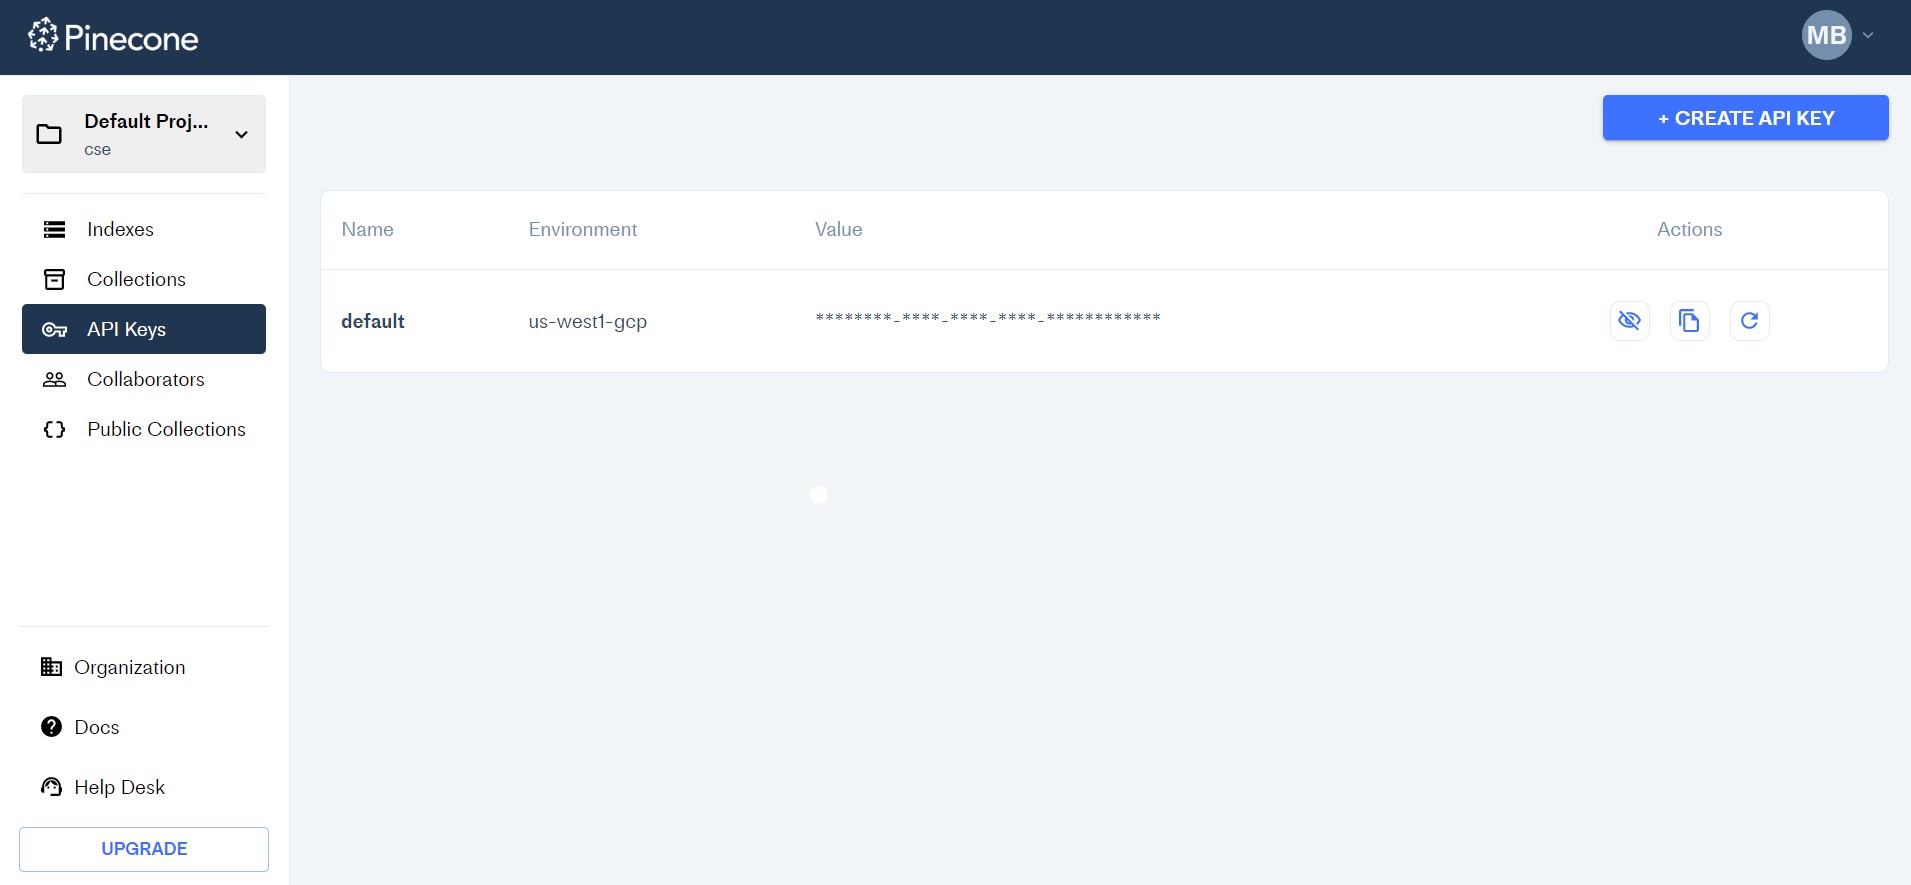 Pinecone
MB
Default Proj...
cse
+ CREATE API KEY
Indexes
Collections
API Keys
Collaborators
Public Collections
Name Environment Value Actions
default us-west1-gcp ********-****-****-****-************
Organization
Docs
Help Desk
UPGRADE